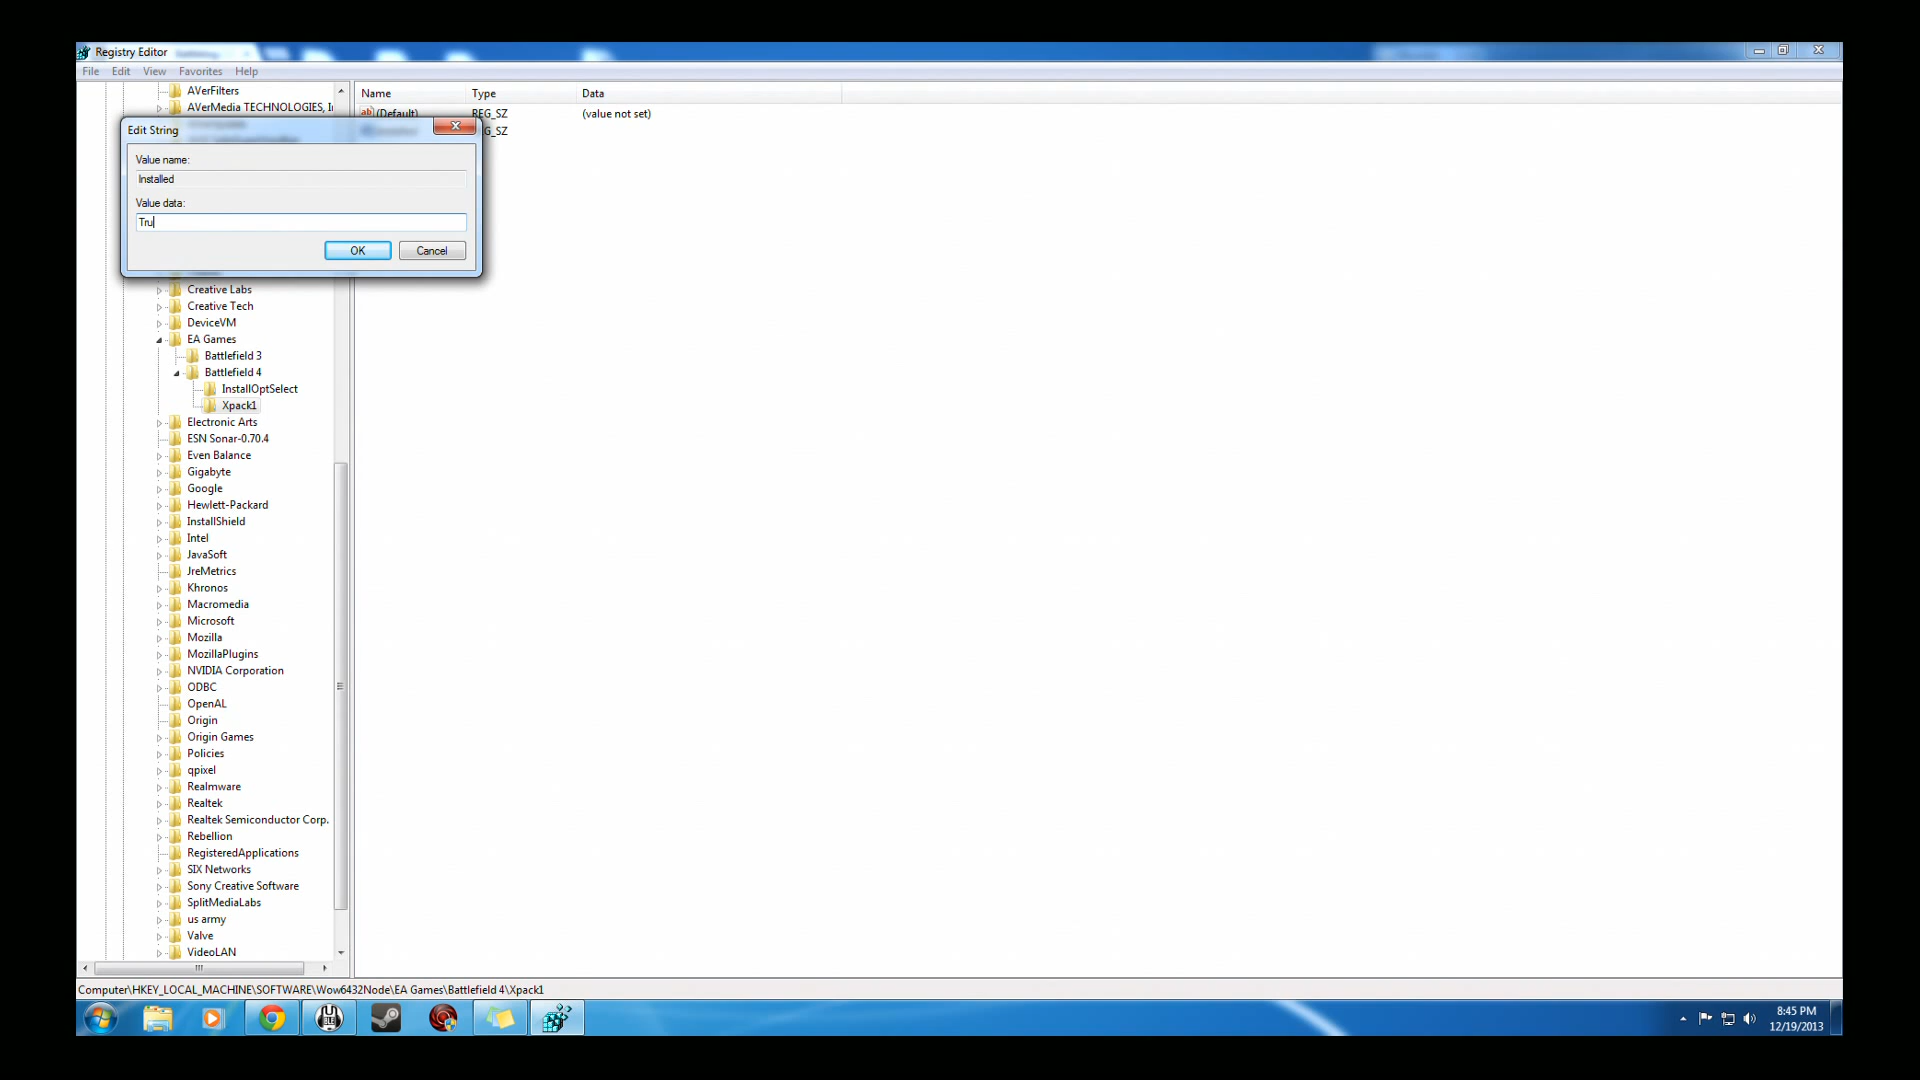 Registry Editor
File Edit View Favorites Help
Name Type Data
(Default) REG_SZ (value not set)
AVerFilters
AVerMedia TECHNOLOGIES, I
Edit String
Value name:
Installed
Value data:
Tru
OK Cancel
Creative Labs
Creative Tech
DeviceVM
EA Games
Battlefield 3
Battlefield 4
InstallOptSelect
Xpack1
Electronic Arts
ESN Sonar-0.70.4
Even Balance
Gigabyte
Google
Hewlett-Packard
InstallShield
Intel
JavaSoft
JreMetrics
Khronos
Macromedia
Microsoft
Mozilla
MozillaPlugins
NVIDIA Corporation
ODBC
OpenAL
Origin
Origin Games
Policies
qpixel
Realmware
Realtek
Realtek Semiconductor Corp.
Rebellion
RegisteredApplications
SIX Networks
Sony Creative Software
SplitMediaLabs
us army
Valve
VideoLAN
Computer\HKEY_LOCAL_MACHINE\SOFTWARE\Wow6432Node\EA Games\Battlefield 4\Xpack1
8:45 PM
12/19/2013